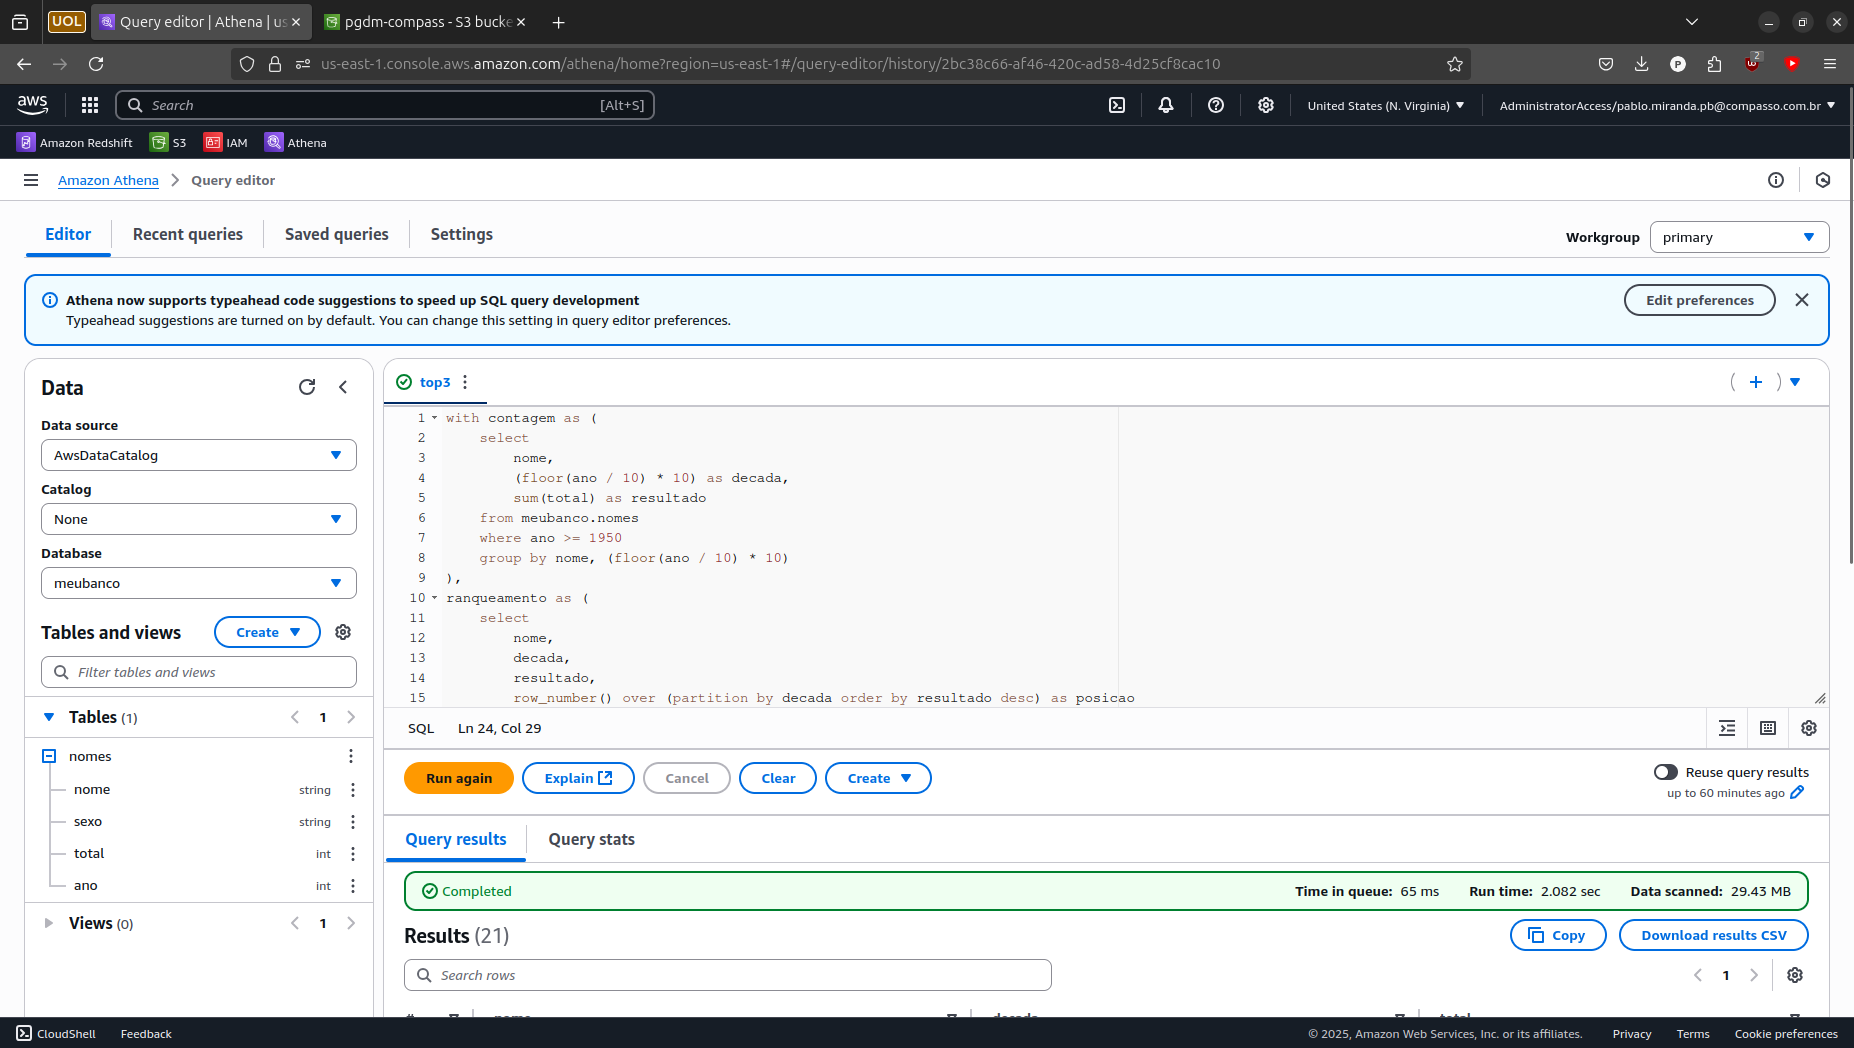 UOL
Query editor | Athena | us
pgdm-compass - S3 bucke
us-east-1.console.aws.amazon.com/athena/home?region=us-east-1#/query-editor/history/2bc38c66-af46-420c-ad58-4d25cf8cac10
P
2
aws
Search
[Alt+S]
United States (N. Virginia)
AdministratorAccess/pablo.miranda.pb@compasso.com.br
Amazon Redshift
S3
IAM
Athena
Amazon Athena
Query editor
Editor
Recent queries
Saved queries
Settings
Workgroup
primary
Athena now supports typeahead code suggestions to speed up SQL query development
Typeahead suggestions are turned on by default. You can change this setting in query editor preferences.
Edit preferences
Data
Data source
AwsDataCatalog
Catalog
None
Database
meubanco
Tables and views
Create
Filter tables and views
Tables (1)
1
nomes
nome string
sexo string
total int
ano int
Views (0)
1
top3
1 with contagem as (
2 select
3 nome,
4 (floor(ano / 10) * 10) as decada,
5 sum(total) as resultado
6 from meubanco.nomes
7 where ano >= 1950
8 group by nome, (floor(ano / 10) * 10)
9 ),
10 ranqueamento as (
11 select
12 nome,
13 decada,
14 resultado,
15 row_number() over (partition by decada order by resultado desc) as posicao
SQL Ln 24, Col 29
Run again
Explain
Cancel
Clear
Create
Reuse query results
up to 60 minutes ago
Query results
Query stats
Completed
Time in queue: 65 ms
Run time: 2.082 sec
Data scanned: 29.43 MB
Results (21)
Copy
Download results CSV
Search rows
1
# nome decada total
CloudShell
Feedback
© 2025, Amazon Web Services, Inc. or its affiliates.
Privacy
Terms
Cookie preferences